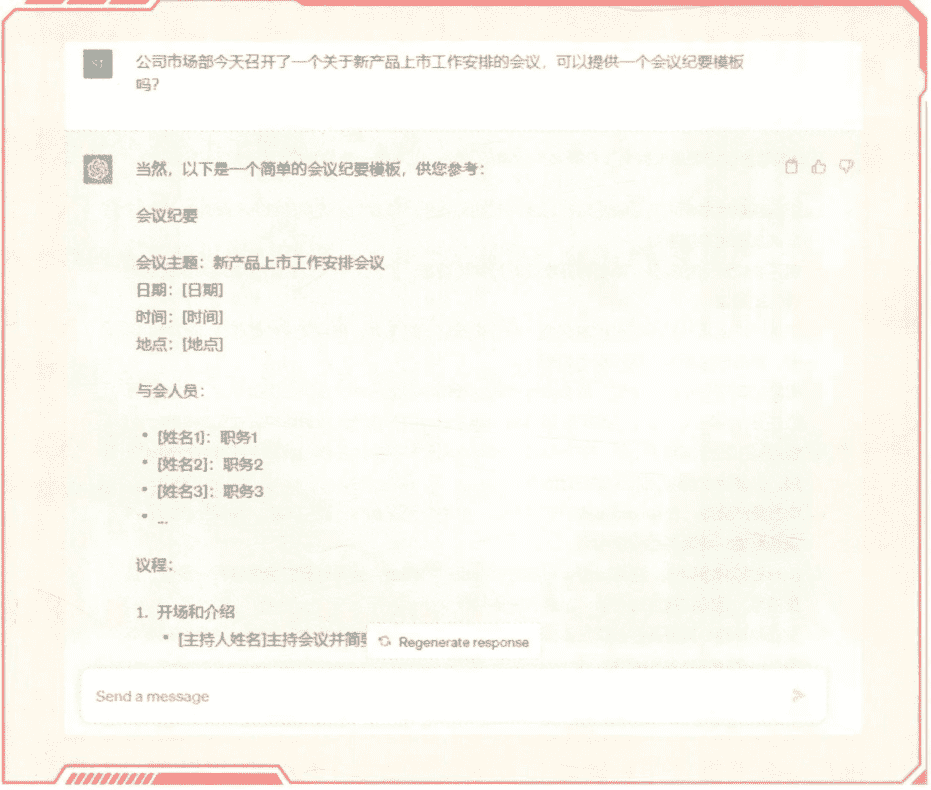 公司市场部今天召开了一个关于新产品上市工作安排的会议，可以提供一个会议纪要模板
吗？
当然，以下是一个简单的会议纪要模板，供您参考：
会议纪要
会议主题：新产品上市工作安排会议
日期：[日期]
时间：[时间]
地点：[地点]
与会人员：
• [姓名1]：职务1
• [姓名2]：职务2
• [姓名3]：职务3
• ...
议程：
1. 开场和介绍
• [主持人姓名]主持会议并简
Regenerate response
Send a message